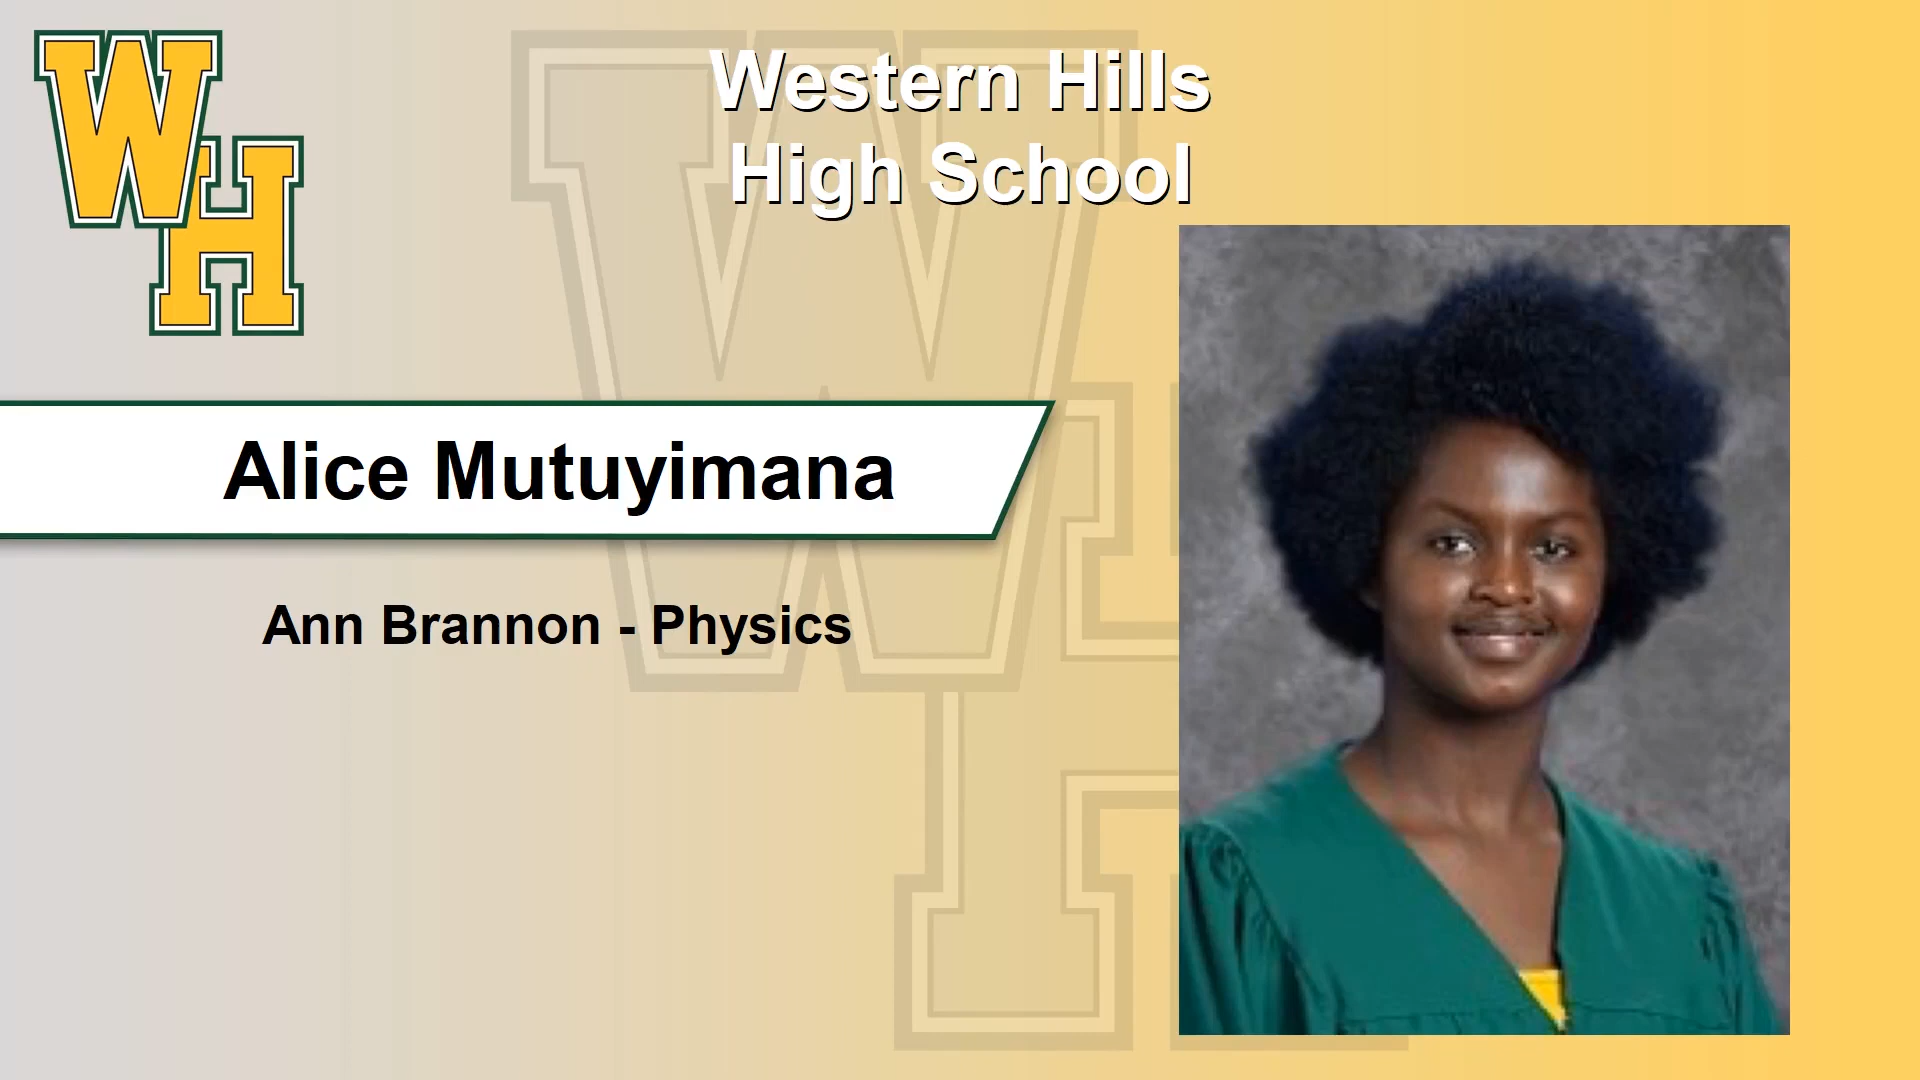 WH
Western Hills
High School
Alice Mutuyimana
Ann Brannon - Physics